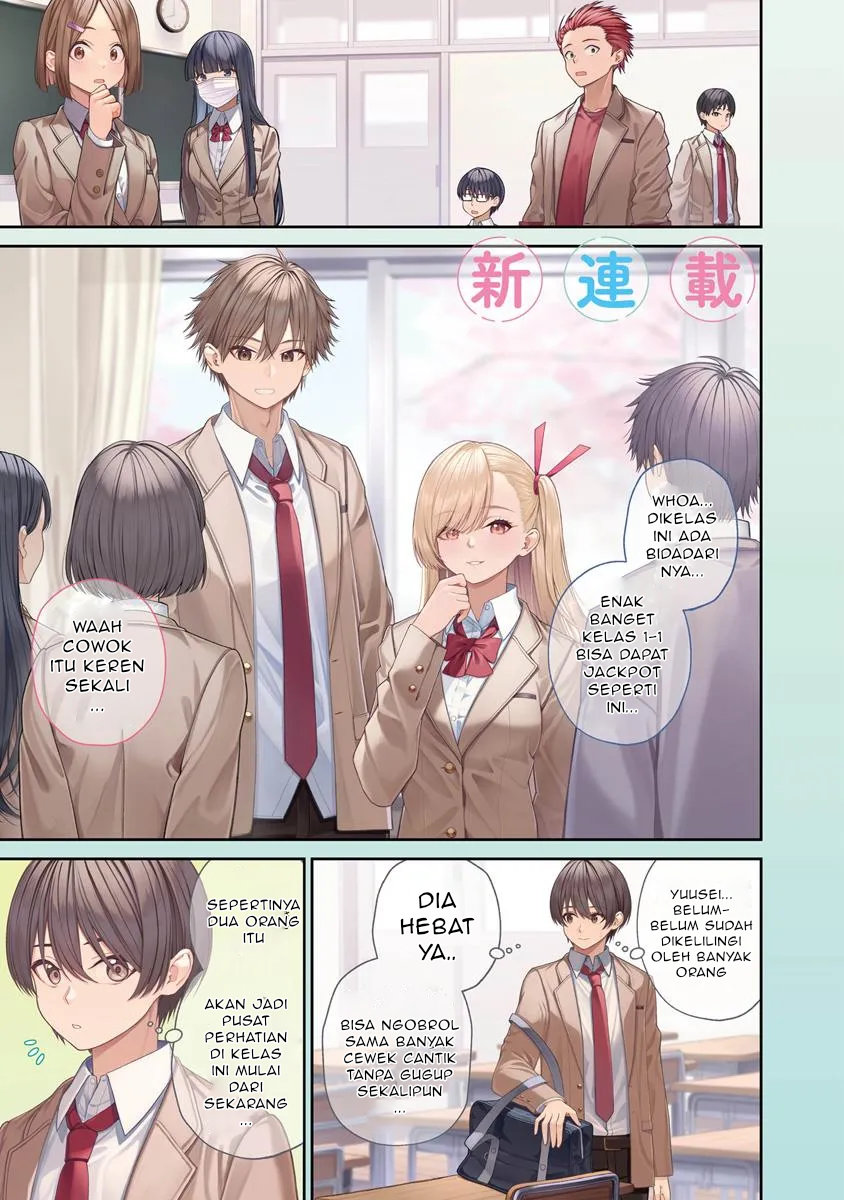 新連載
WHOA...
DIKELAS
INI ADA
BIDADARI
NYA...
ENAK
BANGET
KELAS 1-1
BISA DAPAT
JACKPOT
SEPERTI
INI...
WAAH
COWOK
ITU KEREN
SEKALI
...
YUUSEI...
BELUM-
BELUM SUDAH
DIKELILINGI
OLEH BANYAK
ORANG
DIA
HEBAT
YA..
BISA NGOBROL
SAMA BANYAK
CEWEK CANTIK
TANPA GUGUP
SEKALIPUN
...
SEPERTINYA
DUA ORANG
ITU
AKAN JADI
PUSAT
PERHATIAN
DI KELAS
INI MULAI
DARI
SEKARANG
...